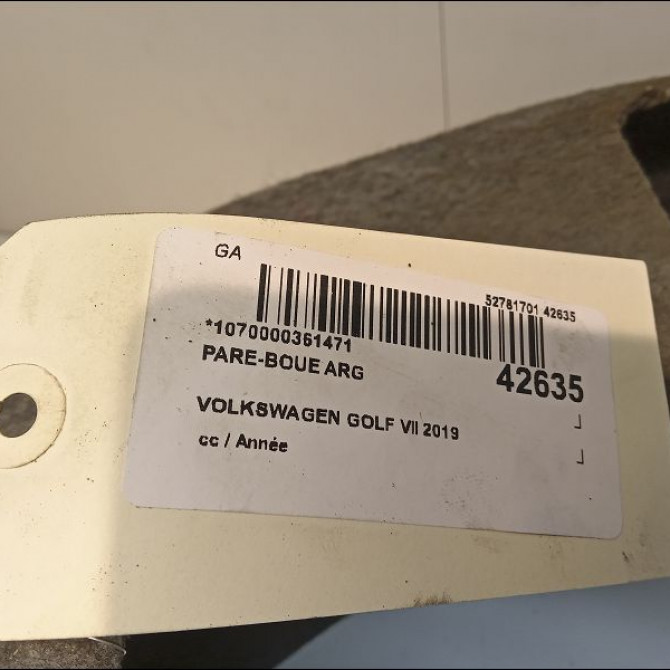 GA
52781701 42635
*1070000361471
PARE-BOUE ARG
42635
VOLKSWAGEN GOLF VII 2019
cc / Année